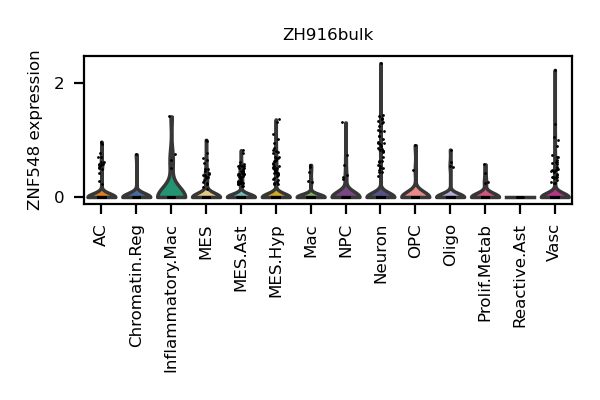 ZH916bulk
ZNF548 expression
2
0
AC
Chromatin.Reg
Inflammatory.Mac
MES
MES.Ast
MES.Hyp
Mac
NPC
Neuron
OPC
Oligo
Prolif.Metab
Reactive.Ast
Vasc